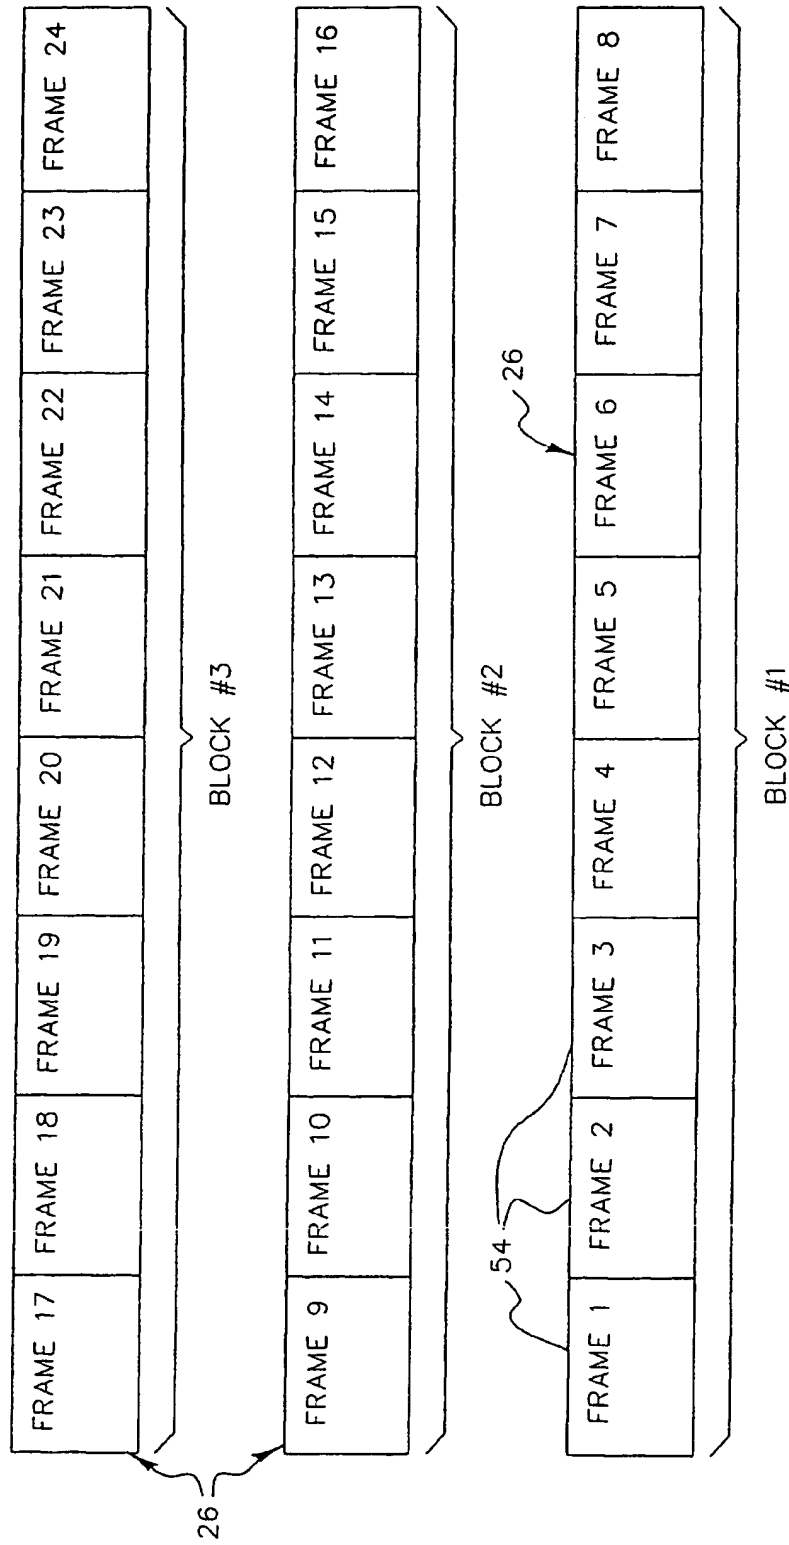 FRAME 17
FRAME 18
FRAME 19
FRAME 20
FRAME 21
FRAME 22
FRAME 23
FRAME 24
BLOCK #3
26
FRAME 9
FRAME 10
FRAME 11
FRAME 12
FRAME 13
FRAME 14
FRAME 15
FRAME 16
BLOCK #2
54
26
FRAME 1
FRAME 2
FRAME 3
FRAME 4
FRAME 5
FRAME 6
FRAME 7
FRAME 8
BLOCK #1